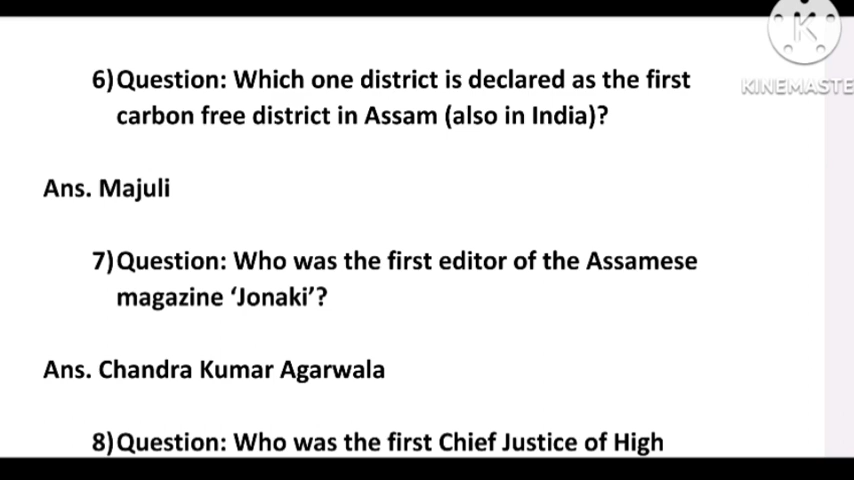 KINEMASTE
6)Question: Which one district is declared as the first
carbon free district in Assam (also in India)?
Ans. Majuli
7)Question: Who was the first editor of the Assamese
magazine ‘Jonaki’?
Ans. Chandra Kumar Agarwala
8)Question: Who was the first Chief Justice of High